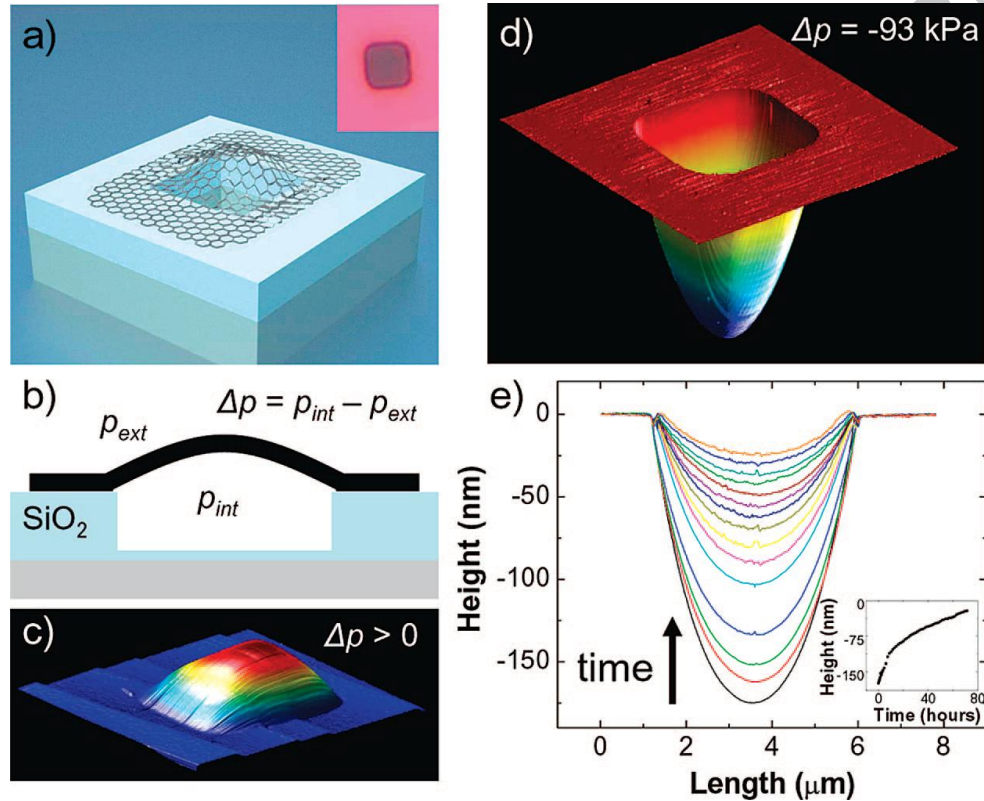 a)
b)
Δp = p_int – p_ext
p_ext
p_int
SiO₂
c)
Δp > 0
d)
Δp = -93 kPa
e)
0
-50
-100
-150
Height (nm)
time
0
-75
-150
Height (nm)
0 40 80
Time (hours)
0 2 4 6 8
Length (μm)